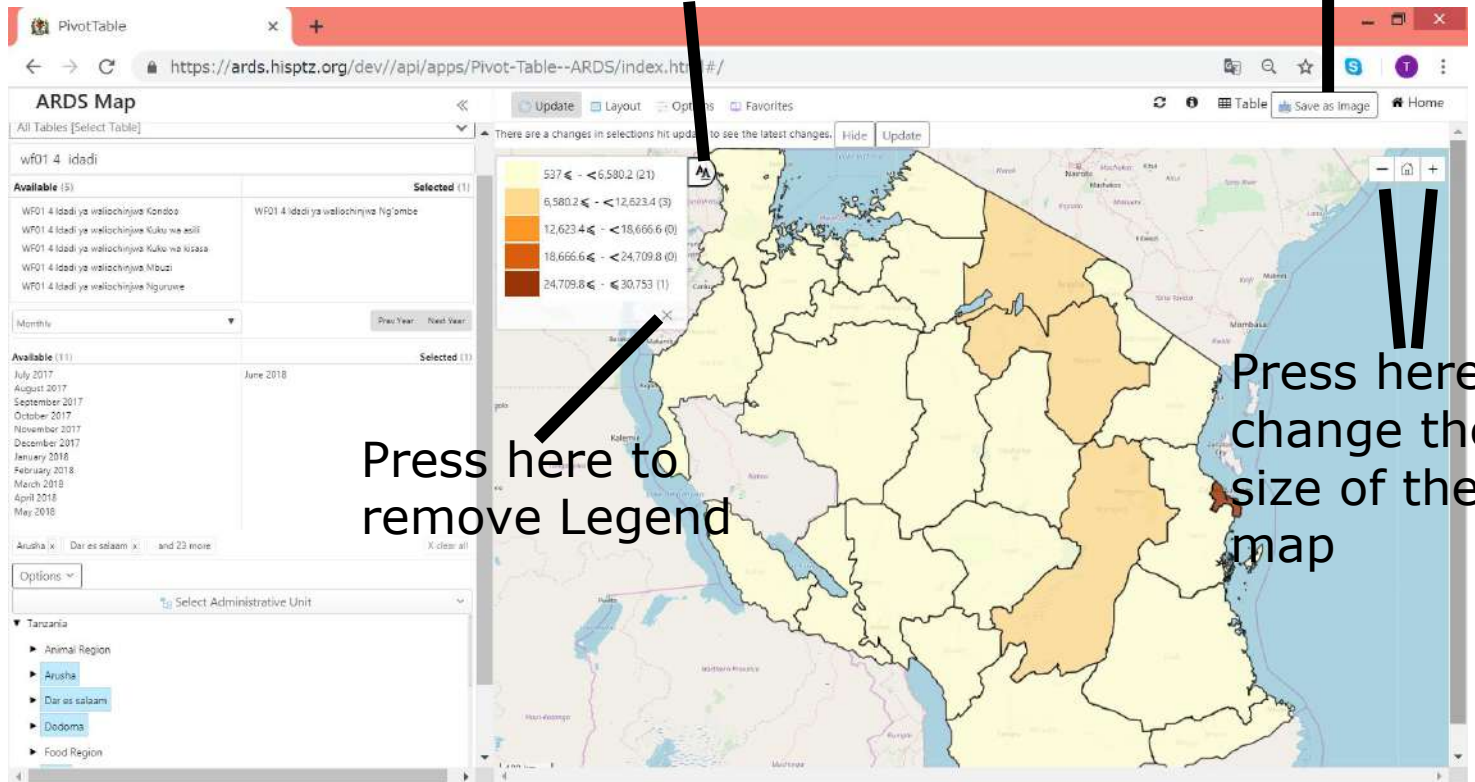 PivotTable
https://ards.hisptz.org/dev//api/apps/Pivot-Table--ARDS/index.html#/
T
ARDS Map
Update Layout Options Favorites
Table Save as Image Home
All Tables [Select Table]
There are a changes in selections hit update to see the latest changes. Hide Update
wf01 4 idadi
Available (5) Selected (1)
WF01 4 Idadi ya waliochinjwa Kondoo
WF01 4 Idadi ya waliochinjwa Ng'ombe
WF01 4 Idadi ya waliochinjwa Kuku wa asili
WF01 4 Idadi ya waliochinjwa Kuku wa kisasa
WF01 4 Idadi ya waliochinjwa Mbuzi
WF01 4 Idadi ya waliochinjwa Nguruwe
Monthly Prev Year Next Year
Available (11) Selected (1)
July 2017 June 2018
August 2017
September 2017
October 2017
November 2017
December 2017
January 2018
February 2018
March 2018
April 2018
May 2018
Arusha x Dar es salaam x and 23 more X clear all
Options
Select Administrative Unit
Tanzania
Animal Region
Arusha
Dar es salaam
Dodoma
Food Region
537 ⩽ - < 6,580.2 (21)
6,580.2 ⩽ - < 12,623.4 (3)
12,623.4 ⩽ - < 18,666.6 (0)
18,666.6 ⩽ - < 24,709.8 (0)
24,709.8 ⩽ - ⩽ 30,753 (1)
AA
Nairobi
Machakos
Mombasa
Kalemie
Press here to
remove Legend
Press here
change the
size of the
map